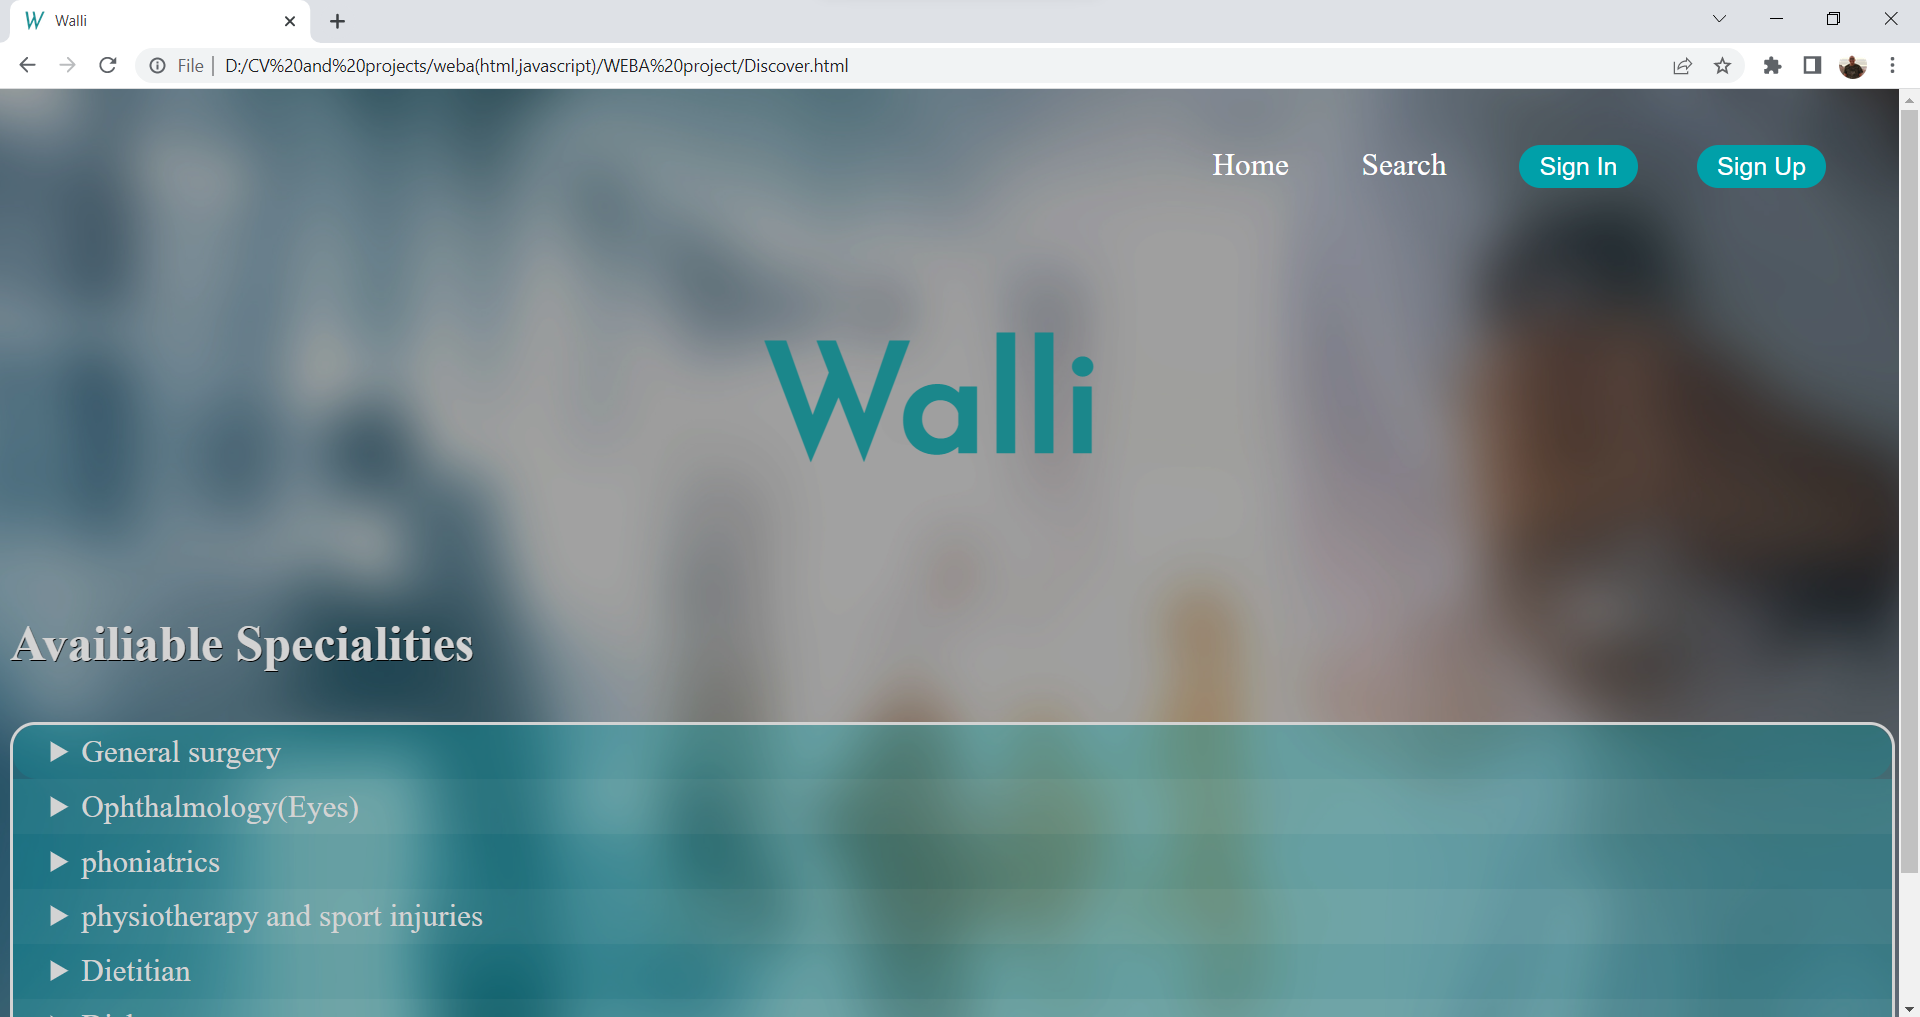 Walli
File
D:/CV%20and%20projects/weba(html,javascript)/WEBA%20project/Discover.html
Home Search Sign In Sign Up
Walli
Availiable Specialities
General surgery
Ophthalmology(Eyes)
phoniatrics
physiotherapy and sport injuries
Dietitian